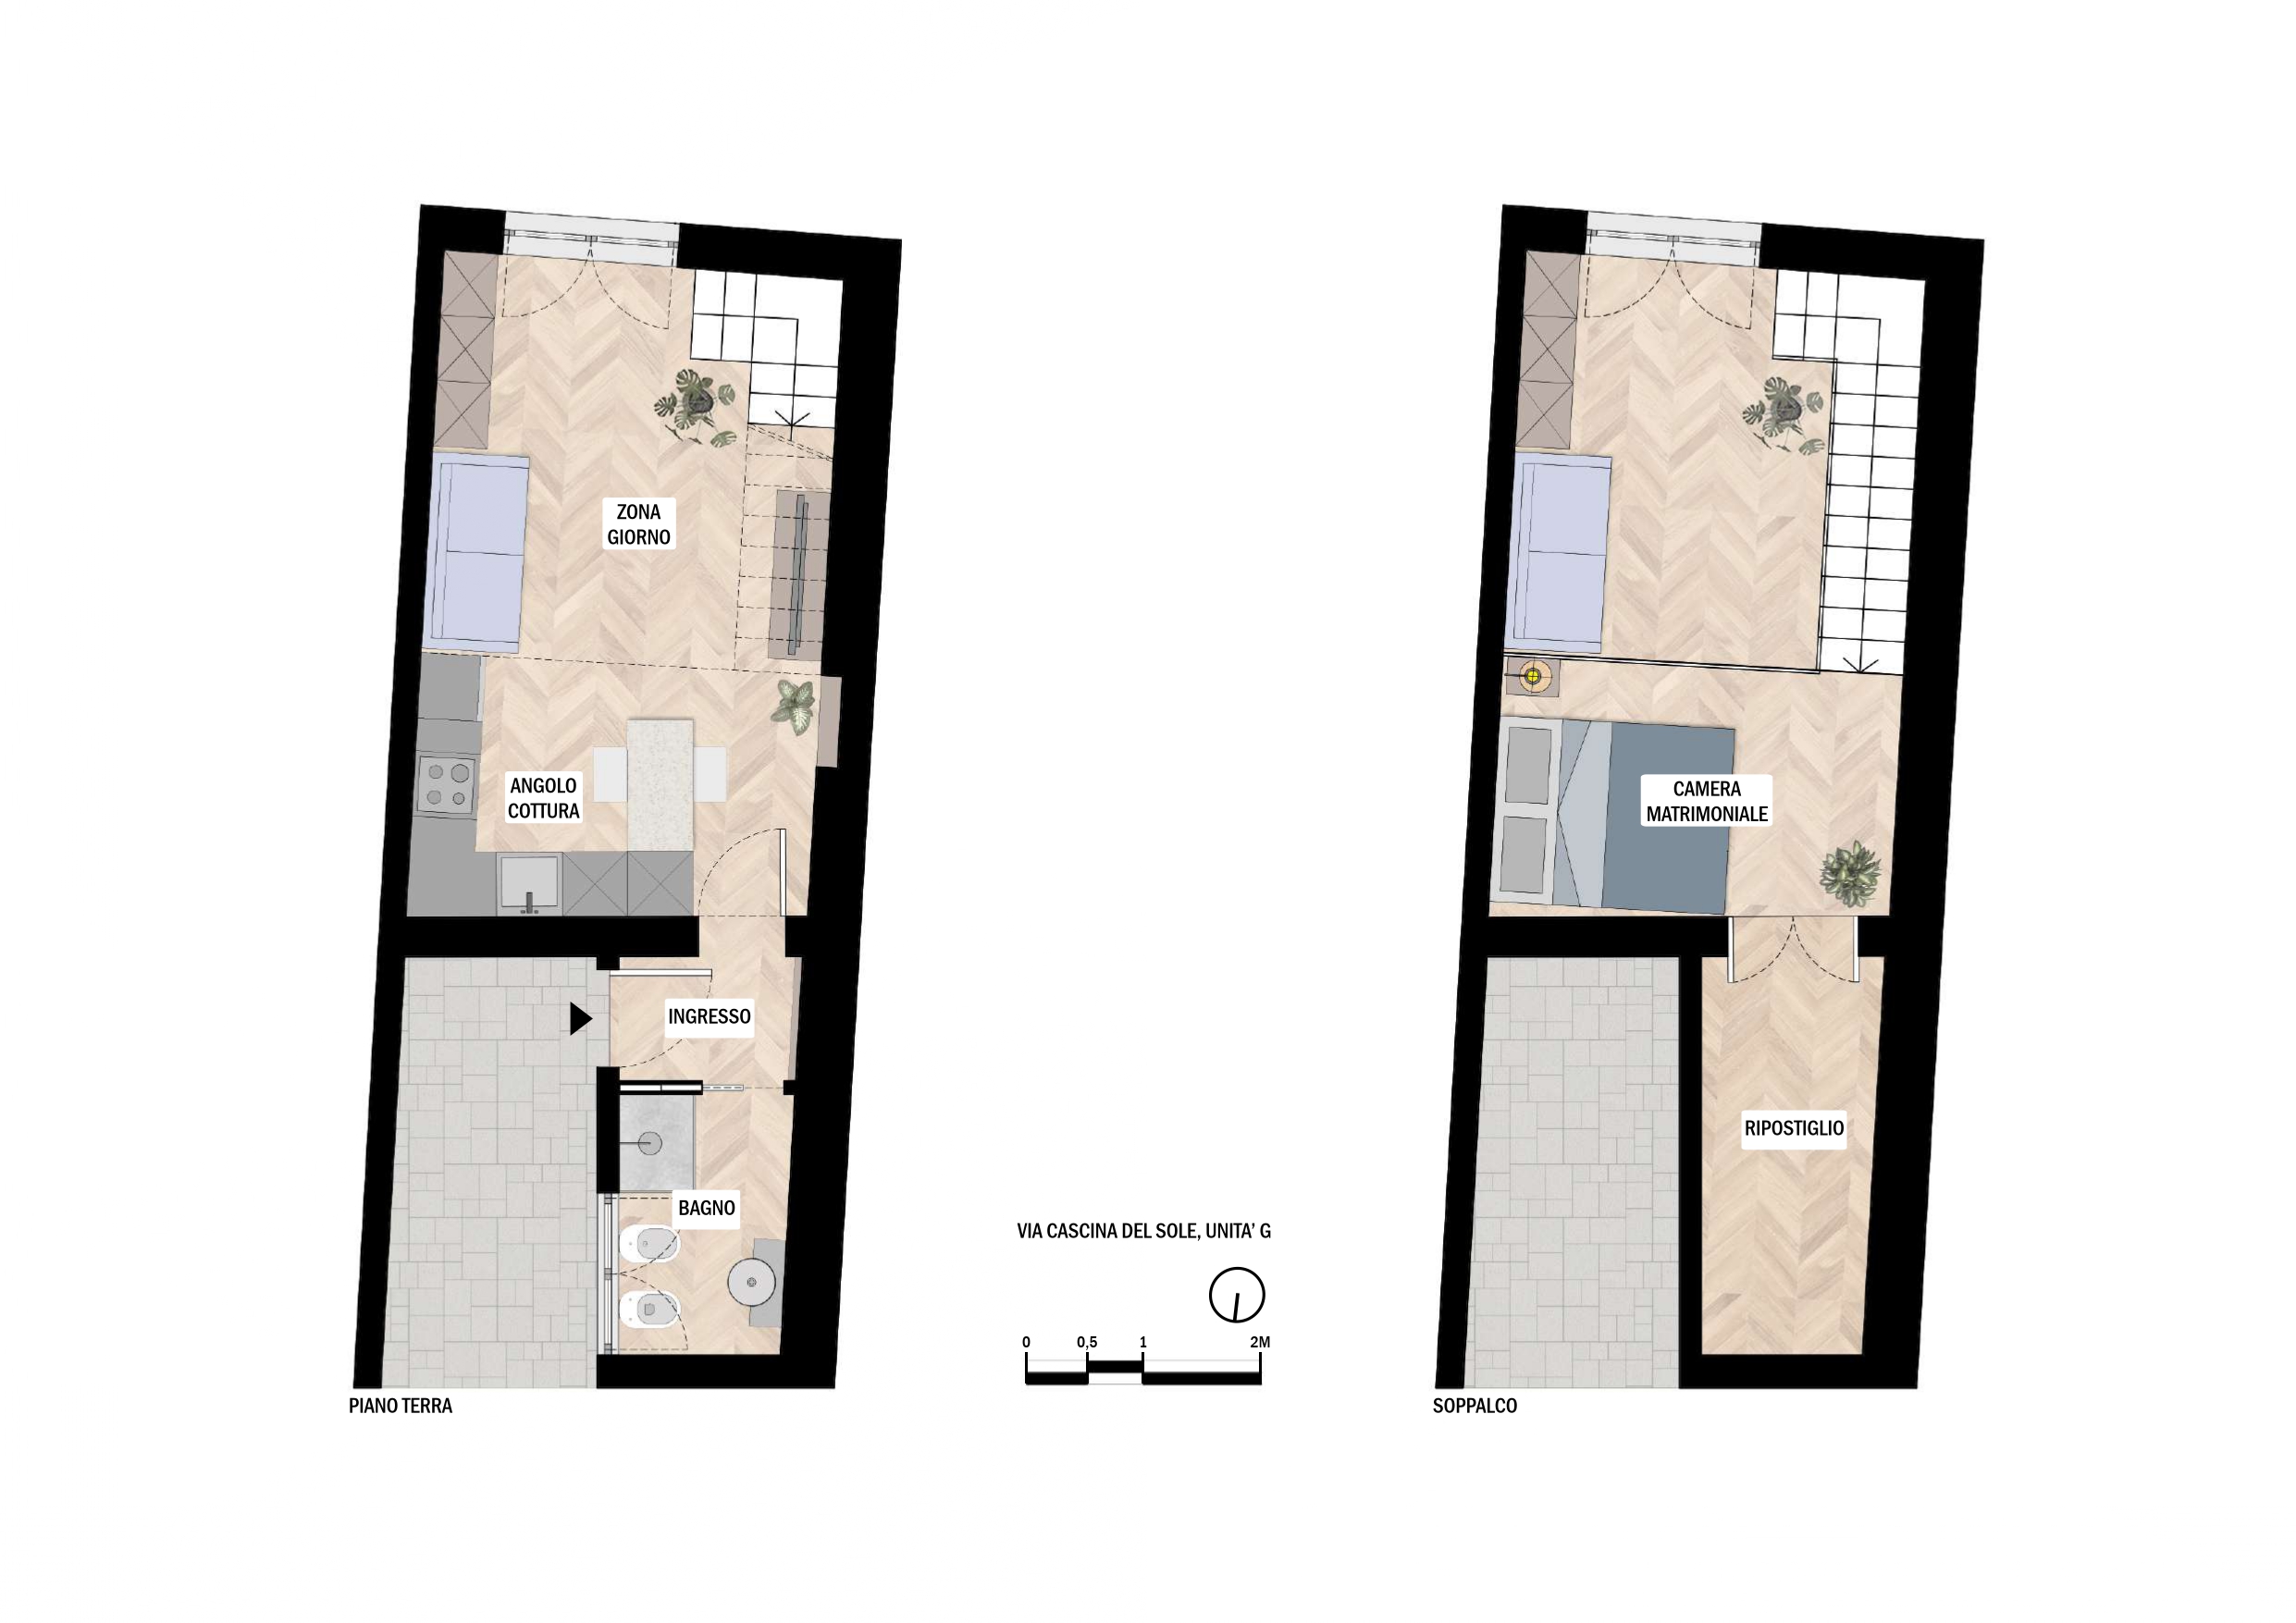 ZONA
GIORNO
ANGOLO
COTTURA
INGRESSO
BAGNO
PIANO TERRA
VIA CASCINA DEL SOLE, UNITA’ G
0 0,5 1 2M
CAMERA
MATRIMONIALE
RIPOSTIGLIO
SOPPALCO